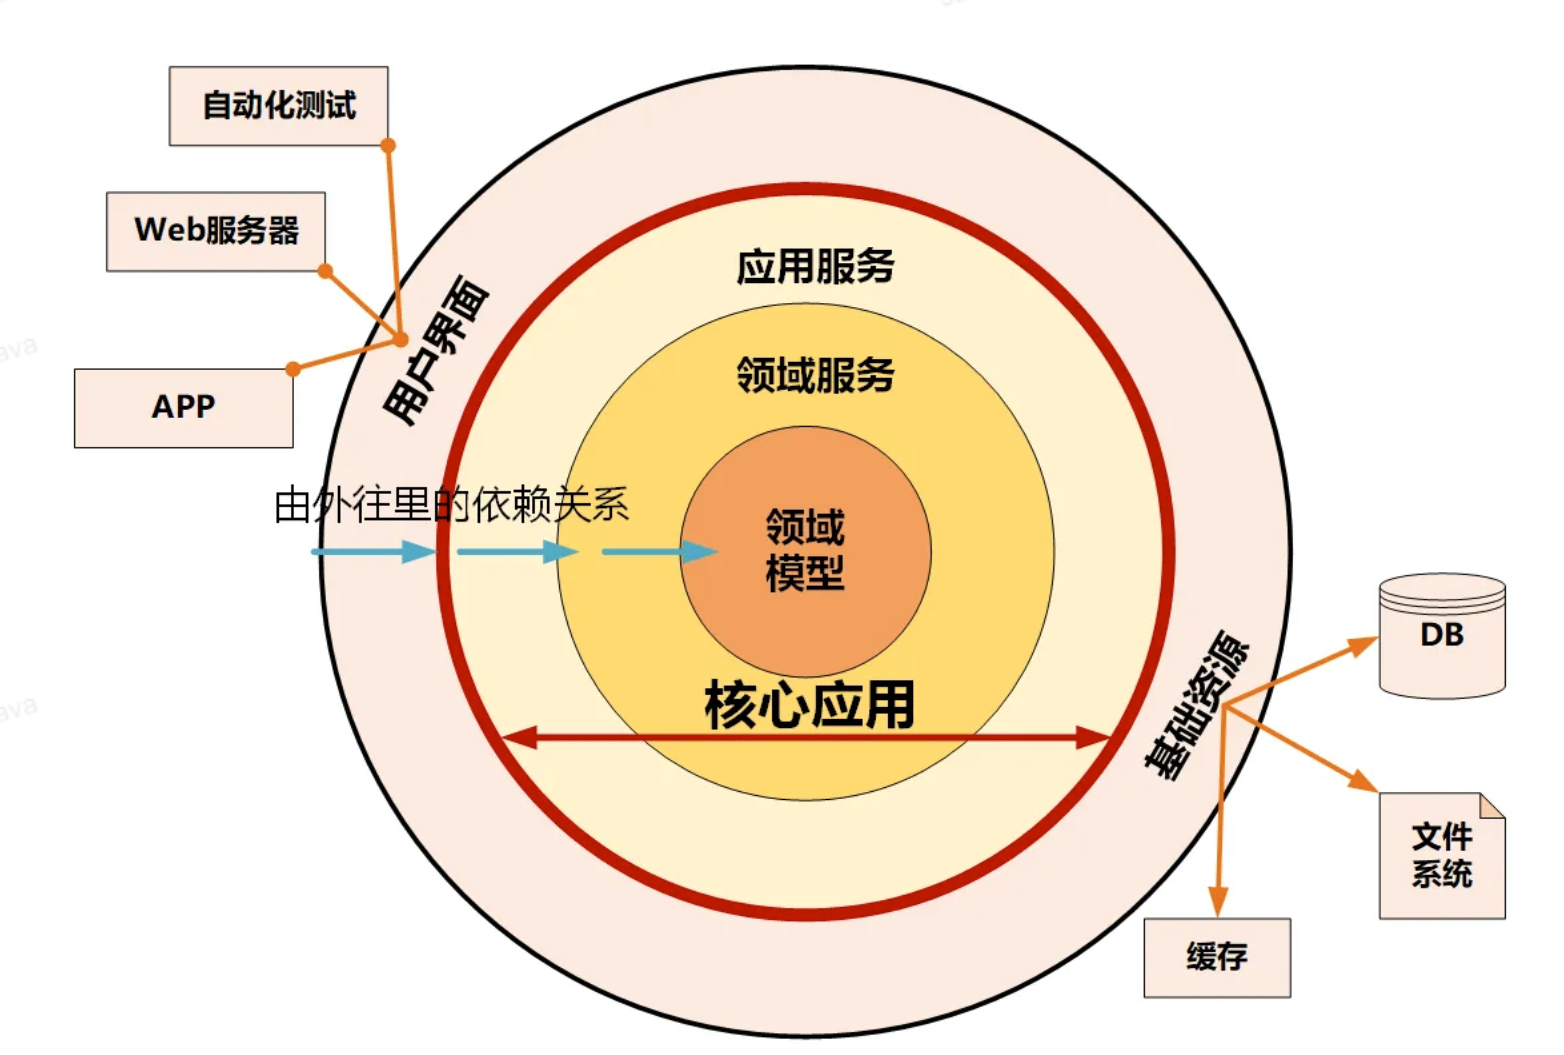 自动化测试
Web服务器
APP
用户界面
应用服务
领域服务
由外往里的依赖关系
领域
模型
核心应用
基础资源
DB
文件
系统
缓存
ava
ava